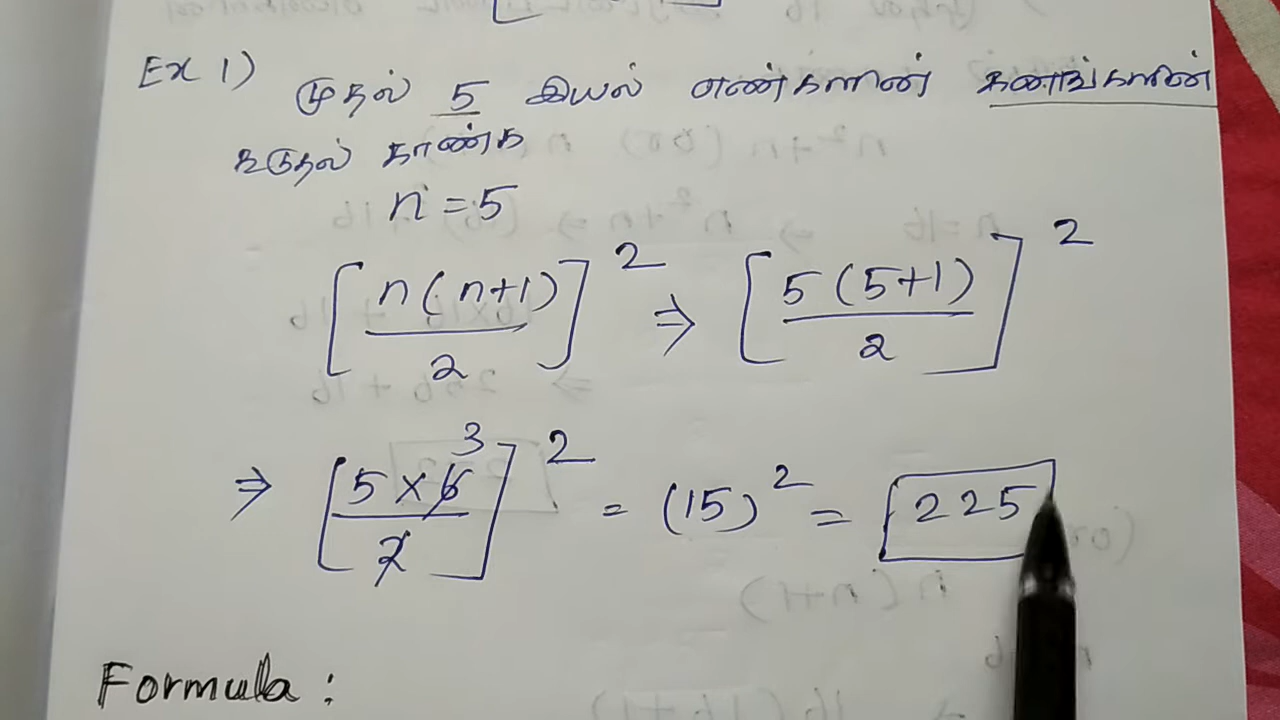 Ex 1) முதல் 5 இயல் எண்களின் கனங்களின்
கூடுதல் காண்க
n = 5
[n(n+1)/2]² ⇒ [5(5+1)/2]²
⇒ [5×6/2]² 3 = (15)² = 225
Formula :